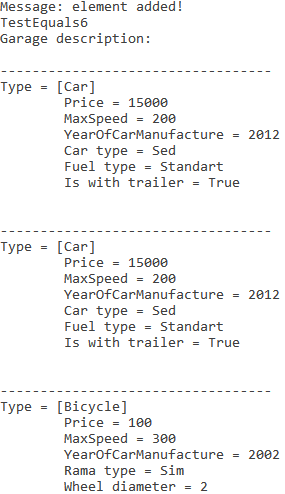 Message: element added!
TestEquals6
Garage description:

----------------------------------
Type = [Car]
        Price = 15000
        MaxSpeed = 200
        YearOfCarManufacture = 2012
        Car type = Sed
        Fuel type = Standart
        Is with trailer = True

----------------------------------
Type = [Car]
        Price = 15000
        MaxSpeed = 200
        YearOfCarManufacture = 2012
        Car type = Sed
        Fuel type = Standart
        Is with trailer = True

----------------------------------
Type = [Bicycle]
        Price = 100
        MaxSpeed = 300
        YearOfCarManufacture = 2002
        Rama type = Sim
        Wheel diameter = 2